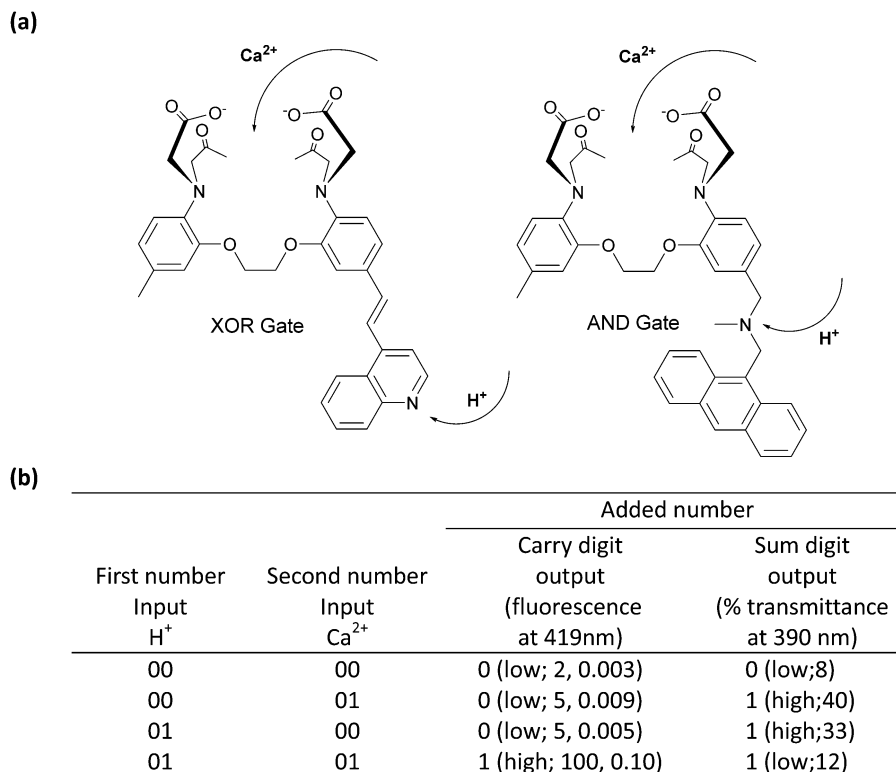 (a)
Ca2+
Ca2+
O
O-
-O
O
O
O
N
N
O
O
XOR Gate
N
H+
O
O-
-O
O
O
O
N
N
O
O
AND Gate
N
H+
(b)
Added number
First number
Input
H+
Second number
Input
Ca2+
Carry digit
output
(fluorescence
at 419nm)
Sum digit
output
(% transmittance
at 390 nm)
00 00 0 (low; 2, 0.003) 0 (low;8)
00 01 0 (low; 5, 0.009) 1 (high;40)
01 00 0 (low; 5, 0.005) 1 (high;33)
01 01 1 (high; 100, 0.10) 1 (low;12)